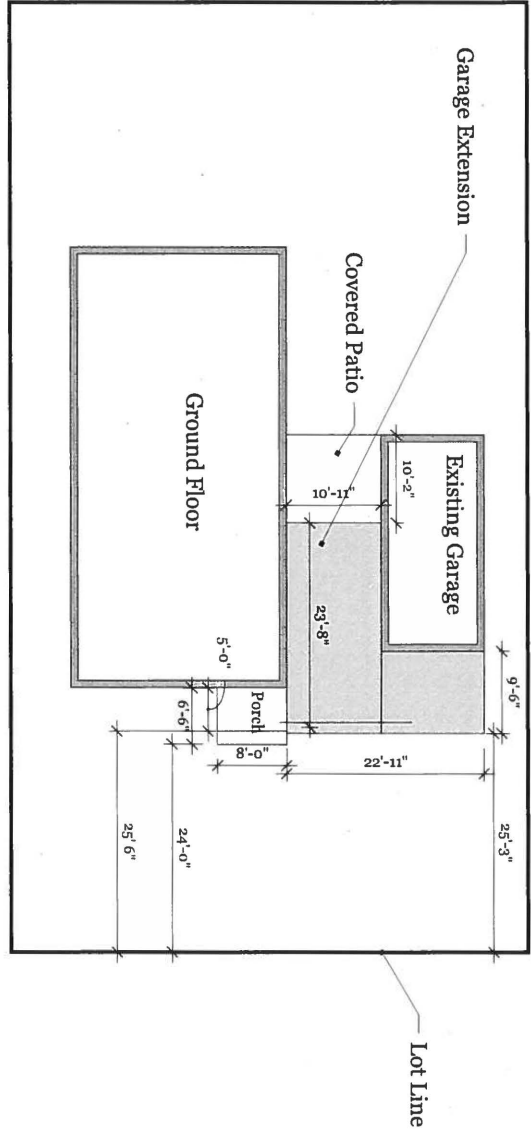 Garage Extension
Covered Patio
Existing Garage
Ground Floor
Porch
Lot Line
10'-2"
10'-11"
23'-8"
9'-6"
22'-11"
25'-3"
5'-0"
6'-6"
8'-0"
24'-0"
25' 6"